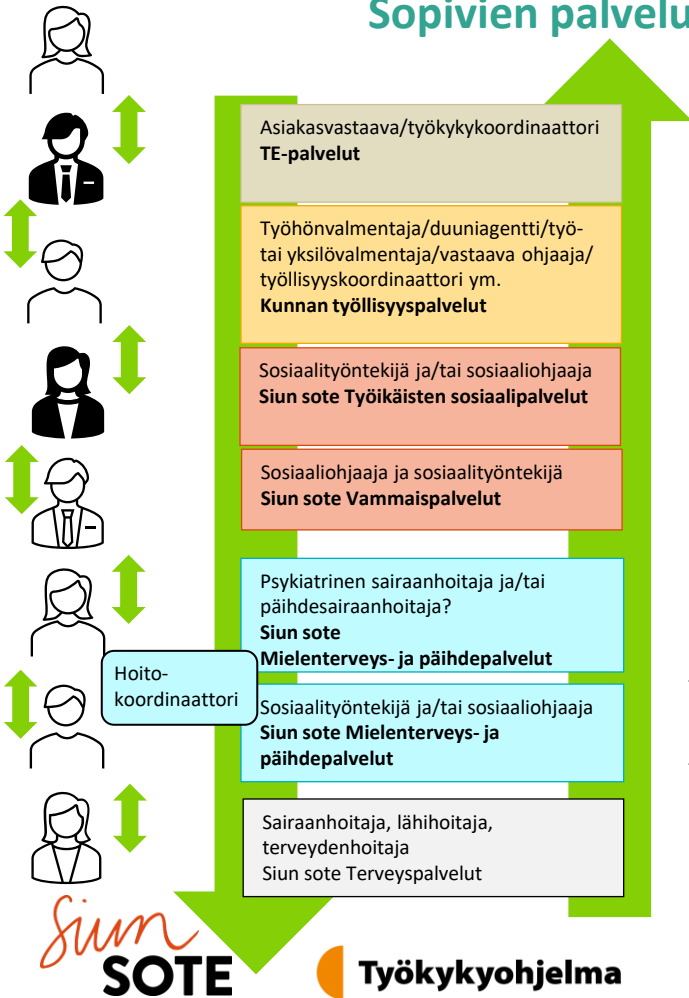 Sopivien palvelu
Asiakasvastaava/työkykykoordinaattori
TE-palvelut
Työhönvalmentaja/duuniagentti/työ-
tai yksilövalmentaja/vastaava ohjaaja/
työllisyyskoordinaattori ym.
Kunnan työllisyyspalvelut
Sosiaalityöntekijä ja/tai sosiaaliohjaaja
Siun sote Työikäisten sosiaalipalvelut
Sosiaaliohjaaja ja sosiaalityöntekijä
Siun sote Vammaispalvelut
Psykiatrinen sairaanhoitaja ja/tai
päihdesairaanhoitaja?
Siun sote
Mielenterveys- ja päihdepalvelut
Hoito-
koordinaattori
Sosiaalityöntekijä ja/tai sosiaaliohjaaja
Siun sote Mielenterveys- ja
päihdepalvelut
Sairaanhoitaja, lähihoitaja,
terveydenhoitaja
Siun sote Terveyspalvelut
Siun
SOTE
Työkykyohjelma